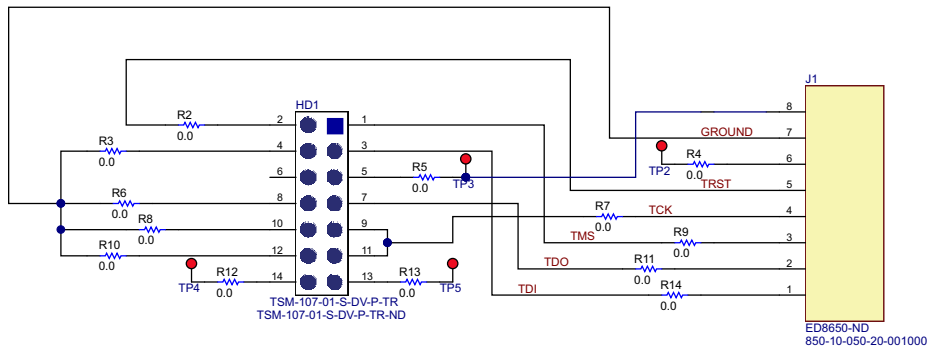 J1
HD1
8
R2
2
1
GROUND
7
0.0
R3
4
3
R4
6
0.0
R5
TP2
0.0
6
5
TP3
TRST
5
0.0
R6
8
7
R7
TCK
4
0.0
R8
10
9
0.0
TMS
R9
3
0.0
R10
12
11
0.0
0.0
TDO
R11
2
R12
14
13
R13
0.0
TP4
0.0
0.0
TP5
TDI
R14
1
0.0
TSM-107-01-S-DV-P-TR
TSM-107-01-S-DV-P-TR-ND
ED8650-ND
850-10-050-20-001000